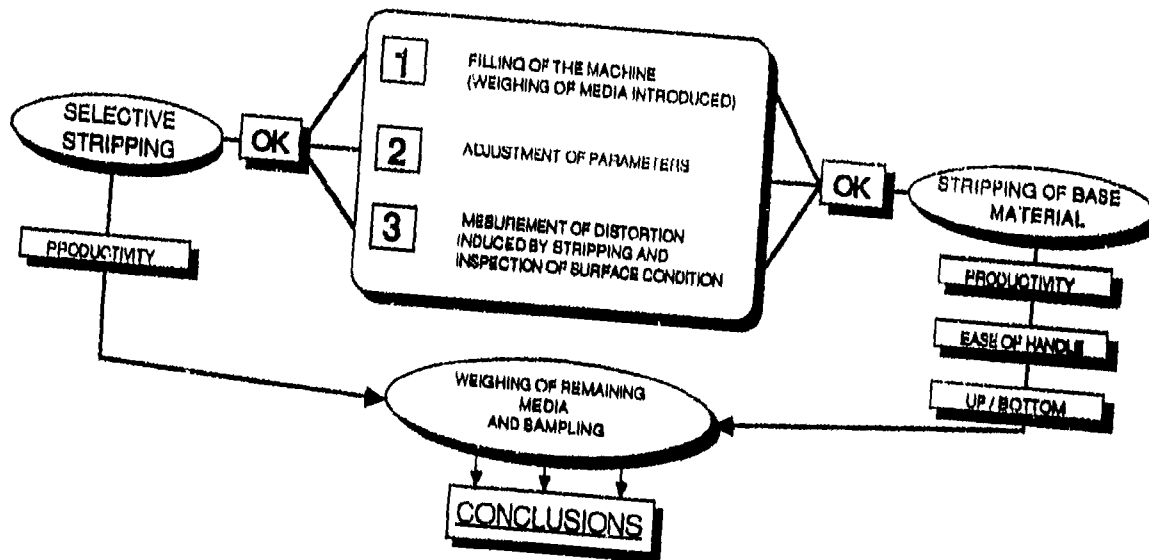 1
FILLING OF THE MACHINE
(WEIGHING OF MEDIA INTRODUCED)
SELECTIVE
STRIPPING
OK
2
ADJUSTMENT OF PARAMETERS
OK
STRIPPING OF BASE
MATERIAL
3
MESUREMENT OF DISTORTION
INDUCED BY STRIPPING AND
INSPECTION OF SURFACE CONDITION
PRODUCTIVITY
PRODUCTIVITY
EASE OF HANDLE
UP / BOTTOM
WEIGHING OF REMAINING
MEDIA
AND SAMPLING
CONCLUSIONS